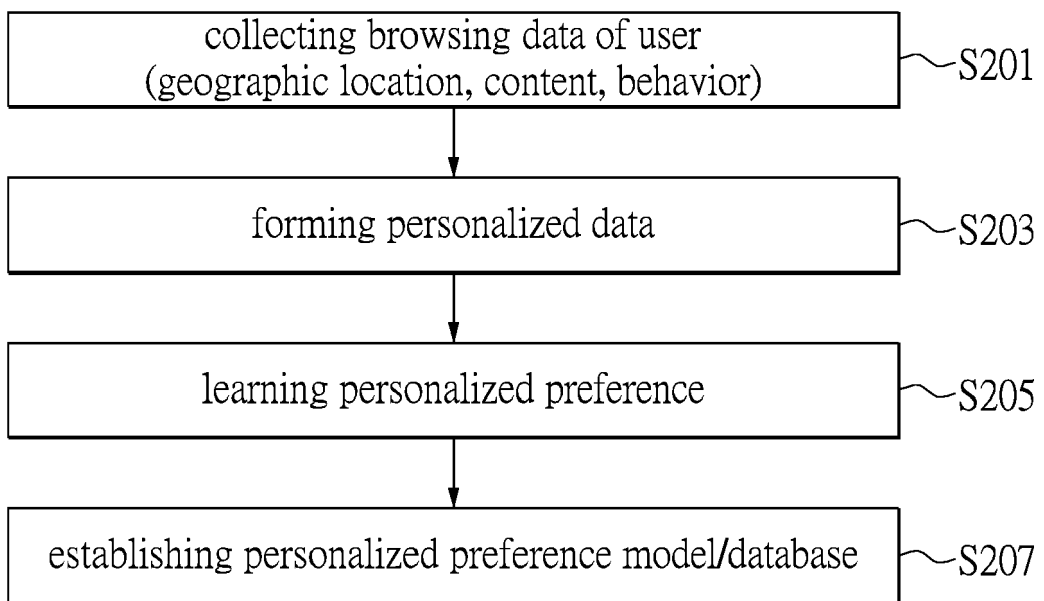 collecting browsing data of user
(geographic location, content, behavior)
S201
forming personalized data
S203
learning personalized preference
S205
establishing personalized preference model/database
S207